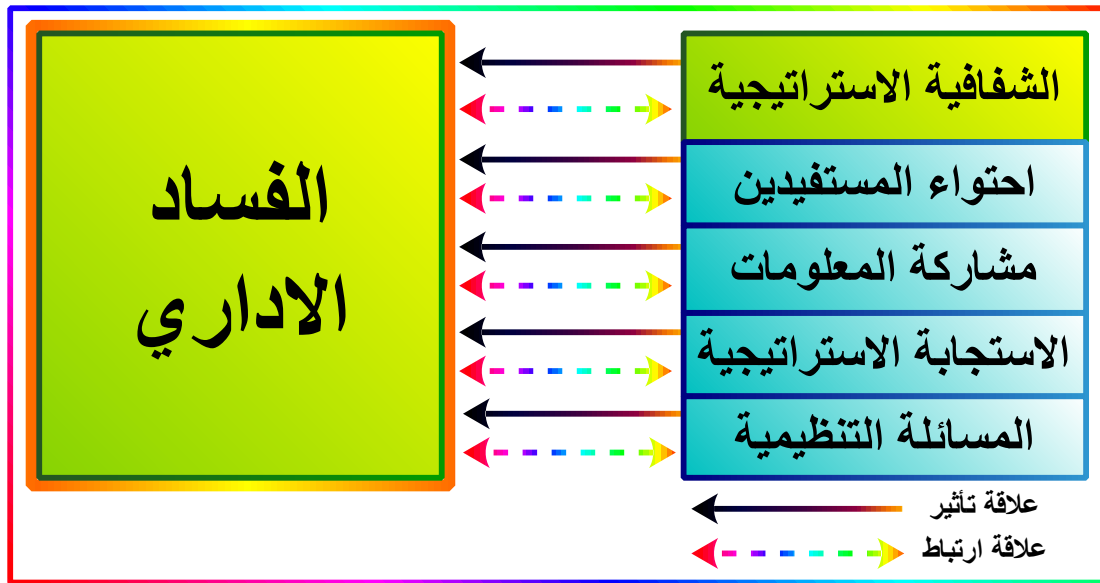 الشفافية الاستراتيجية
احتواء المستفيدين
مشاركة المعلومات
الاستجابة الاستراتيجية
المسائلة التنظيمية
الفساد
الاداري
علاقة تأثير
علاقة ارتباط